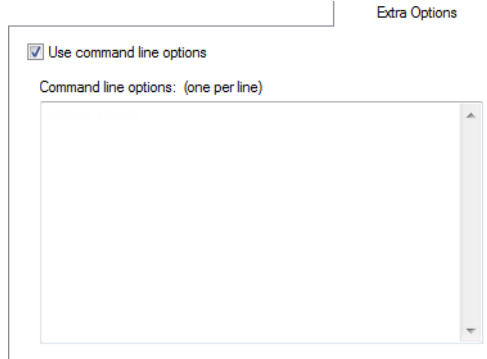 Extra Options
Use command line options
Command line options: (one per line)